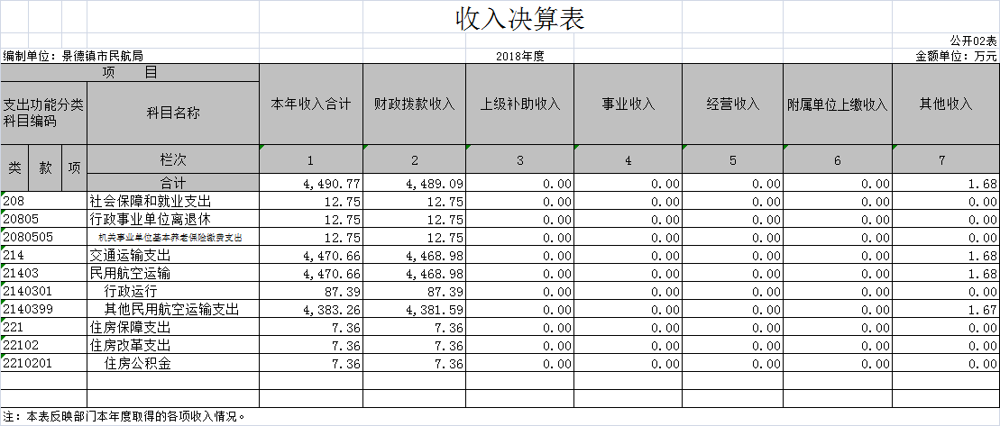 收入决算表
公开02表
编制单位：景德镇市民航局 2018年度 金额单位：万元
项 目 本年收入合计 财政拨款收入 上级补助收入 事业收入 经营收入 附属单位上缴收入 其他收入
支出功能分类科目编码 科目名称
类 款 项 栏次 1 2 3 4 5 6 7
合计 4,490.77 4,489.09 0.00 0.00 0.00 0.00 1.68
208 社会保障和就业支出 12.75 12.75 0.00 0.00 0.00 0.00 0.00
20805 行政事业单位离退休 12.75 12.75 0.00 0.00 0.00 0.00 0.00
2080505 机关事业单位基本养老保险缴费支出 12.75 12.75 0.00 0.00 0.00 0.00 0.00
214 交通运输支出 4,470.66 4,468.98 0.00 0.00 0.00 0.00 1.68
21403 民用航空运输 4,470.66 4,468.98 0.00 0.00 0.00 0.00 1.68
2140301 行政运行 87.39 87.39 0.00 0.00 0.00 0.00 0.00
2140399 其他民用航空运输支出 4,383.26 4,381.59 0.00 0.00 0.00 0.00 1.67
221 住房保障支出 7.36 7.36 0.00 0.00 0.00 0.00 0.00
22102 住房改革支出 7.36 7.36 0.00 0.00 0.00 0.00 0.00
2210201 住房公积金 7.36 7.36 0.00 0.00 0.00 0.00 0.00
注：本表反映部门本年度取得的各项收入情况。